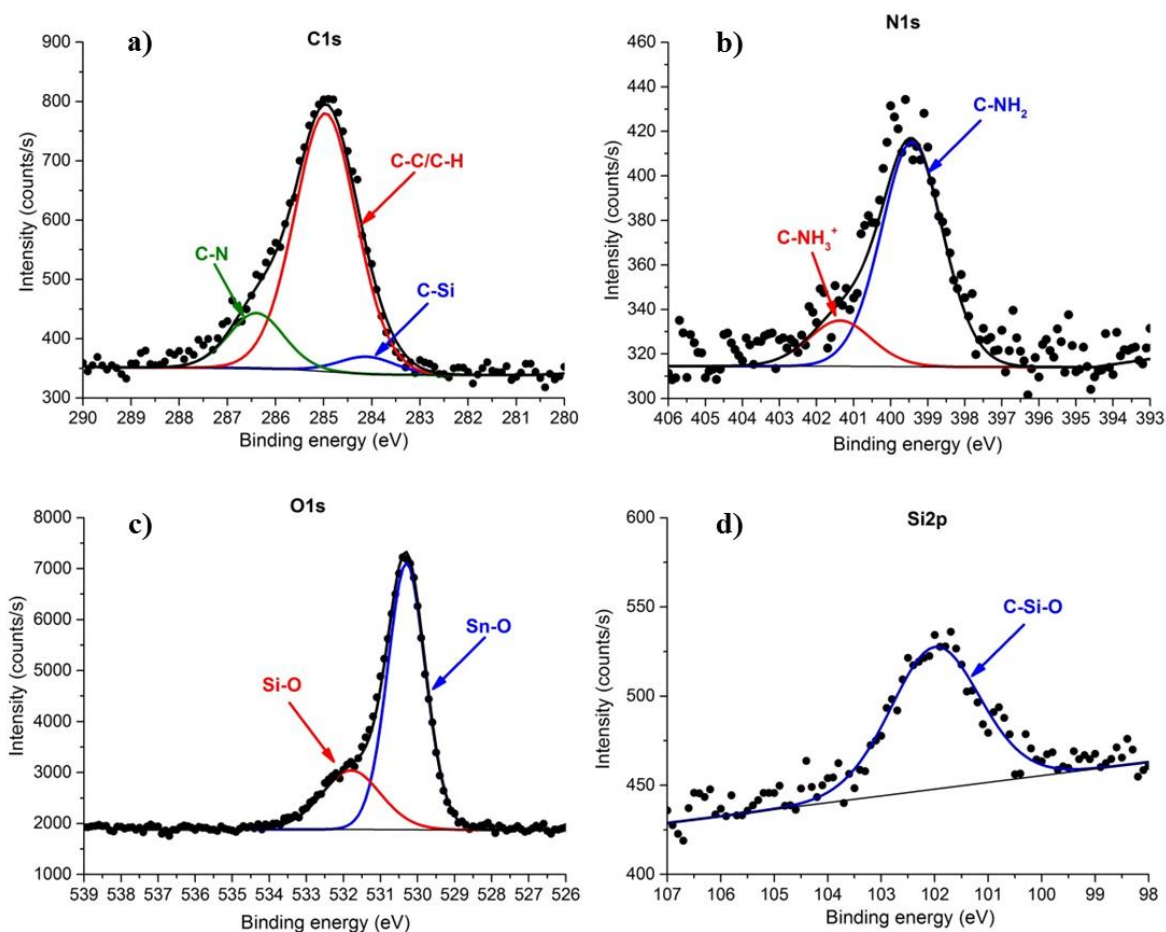 a)
C1s
900
800
700
600
500
400
300
Intensity (counts/s)
C-C/C-H
C-N
C-Si
290 289 288 287 286 285 284 283 282 281 280
Binding energy (eV)
b)
N1s
460
440
420
400
380
360
340
320
300
Intensity (counts/s)
C-NH₂
C-NH₃⁺
406 405 404 403 402 401 400 399 398 397 396 395 394 393
Binding energy (eV)
c)
O1s
8000
7000
6000
5000
4000
3000
2000
1000
Intensity (counts/s)
Sn-O
Si-O
539 538 537 536 535 534 533 532 531 530 529 528 527 526
Binding energy (eV)
d)
Si2p
600
550
500
450
400
Intensity (counts/s)
C-Si-O
107 106 105 104 103 102 101 100 99 98
Binding energy (eV)